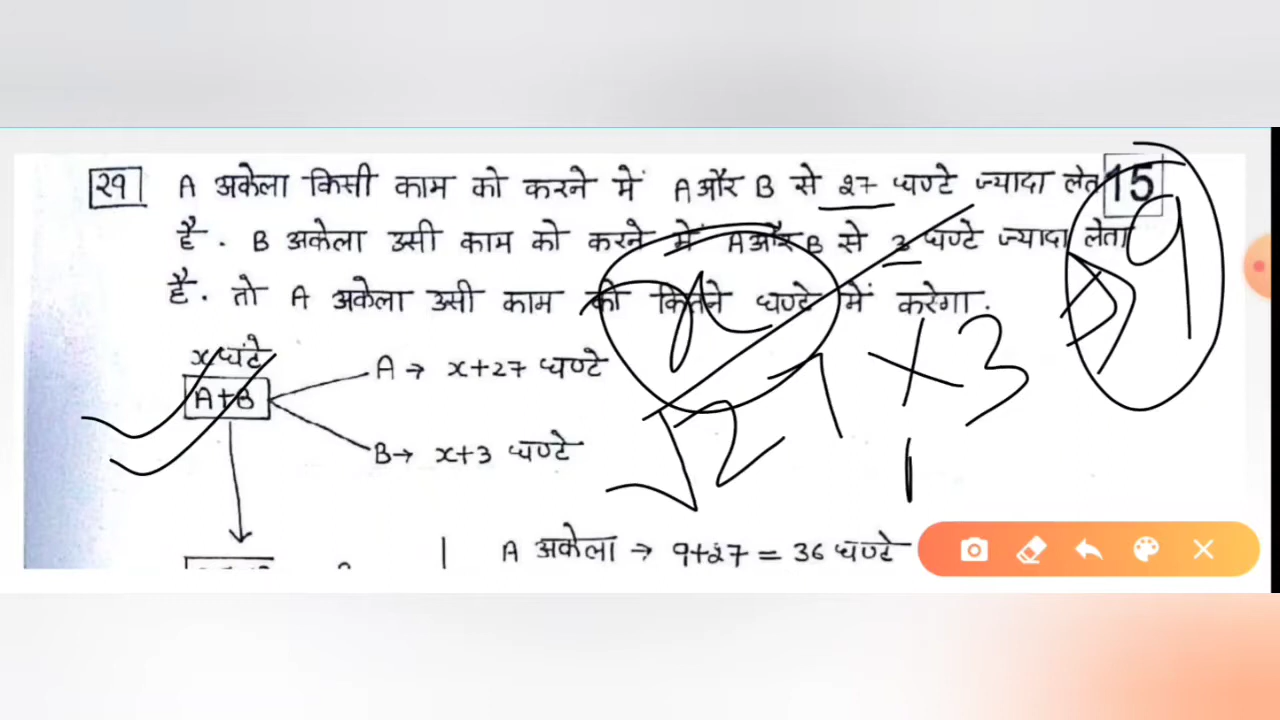 २१ A अकेला किसी काम को करने में A और B से 27 घण्टे ज्यादा लेत 15
है . B अकेला उसी काम को करने में A और B से 3 घण्टे ज्यादा लेता
है . तो A अकेला उसी काम को कितने घण्टे में करेगा .
x घंटे
A → x+27 घण्टे
A+B
B → x+3 घण्टे
√27 × 3
9
A अकेला → 9+27 = 36 घण्टे